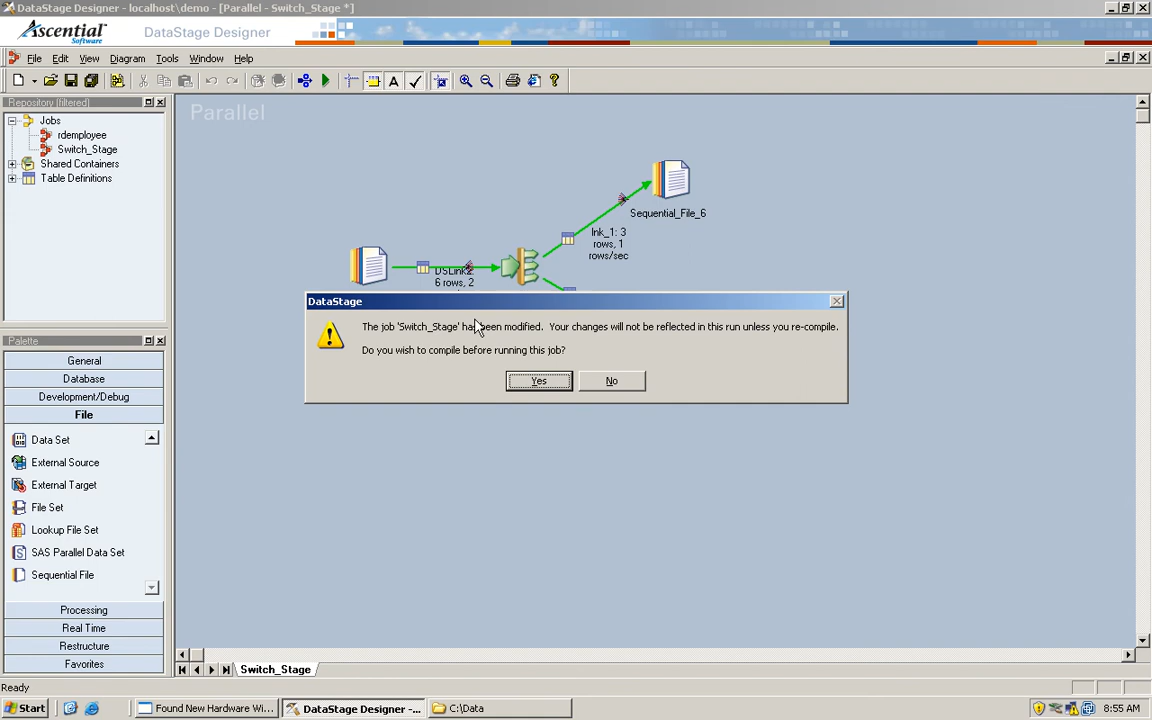 DataStage Designer - localhost\demo - [Parallel - Switch_Stage *]
Ascential
Software
DataStage Designer
File Edit View Diagram Tools Window Help
Repository (filtered)
Jobs
rdemployee
Switch_Stage
Shared Containers
Table Definitions
Parallel
Sequential_File_6
lnk_1: 3
rows, 1
rows/sec
DSLink2:
6 rows, 2
DataStage
The job 'Switch_Stage' has been modified. Your changes will not be reflected in this run unless you re-compile.
Do you wish to compile before running this job?
Yes
No
Palette
General
Database
Development/Debug
File
Data Set
External Source
External Target
File Set
Lookup File Set
SAS Parallel Data Set
Sequential File
Processing
Real Time
Restructure
Favorites
Switch_Stage
Ready
Start
Found New Hardware Wi...
DataStage Designer -...
C:\Data
8:55 AM